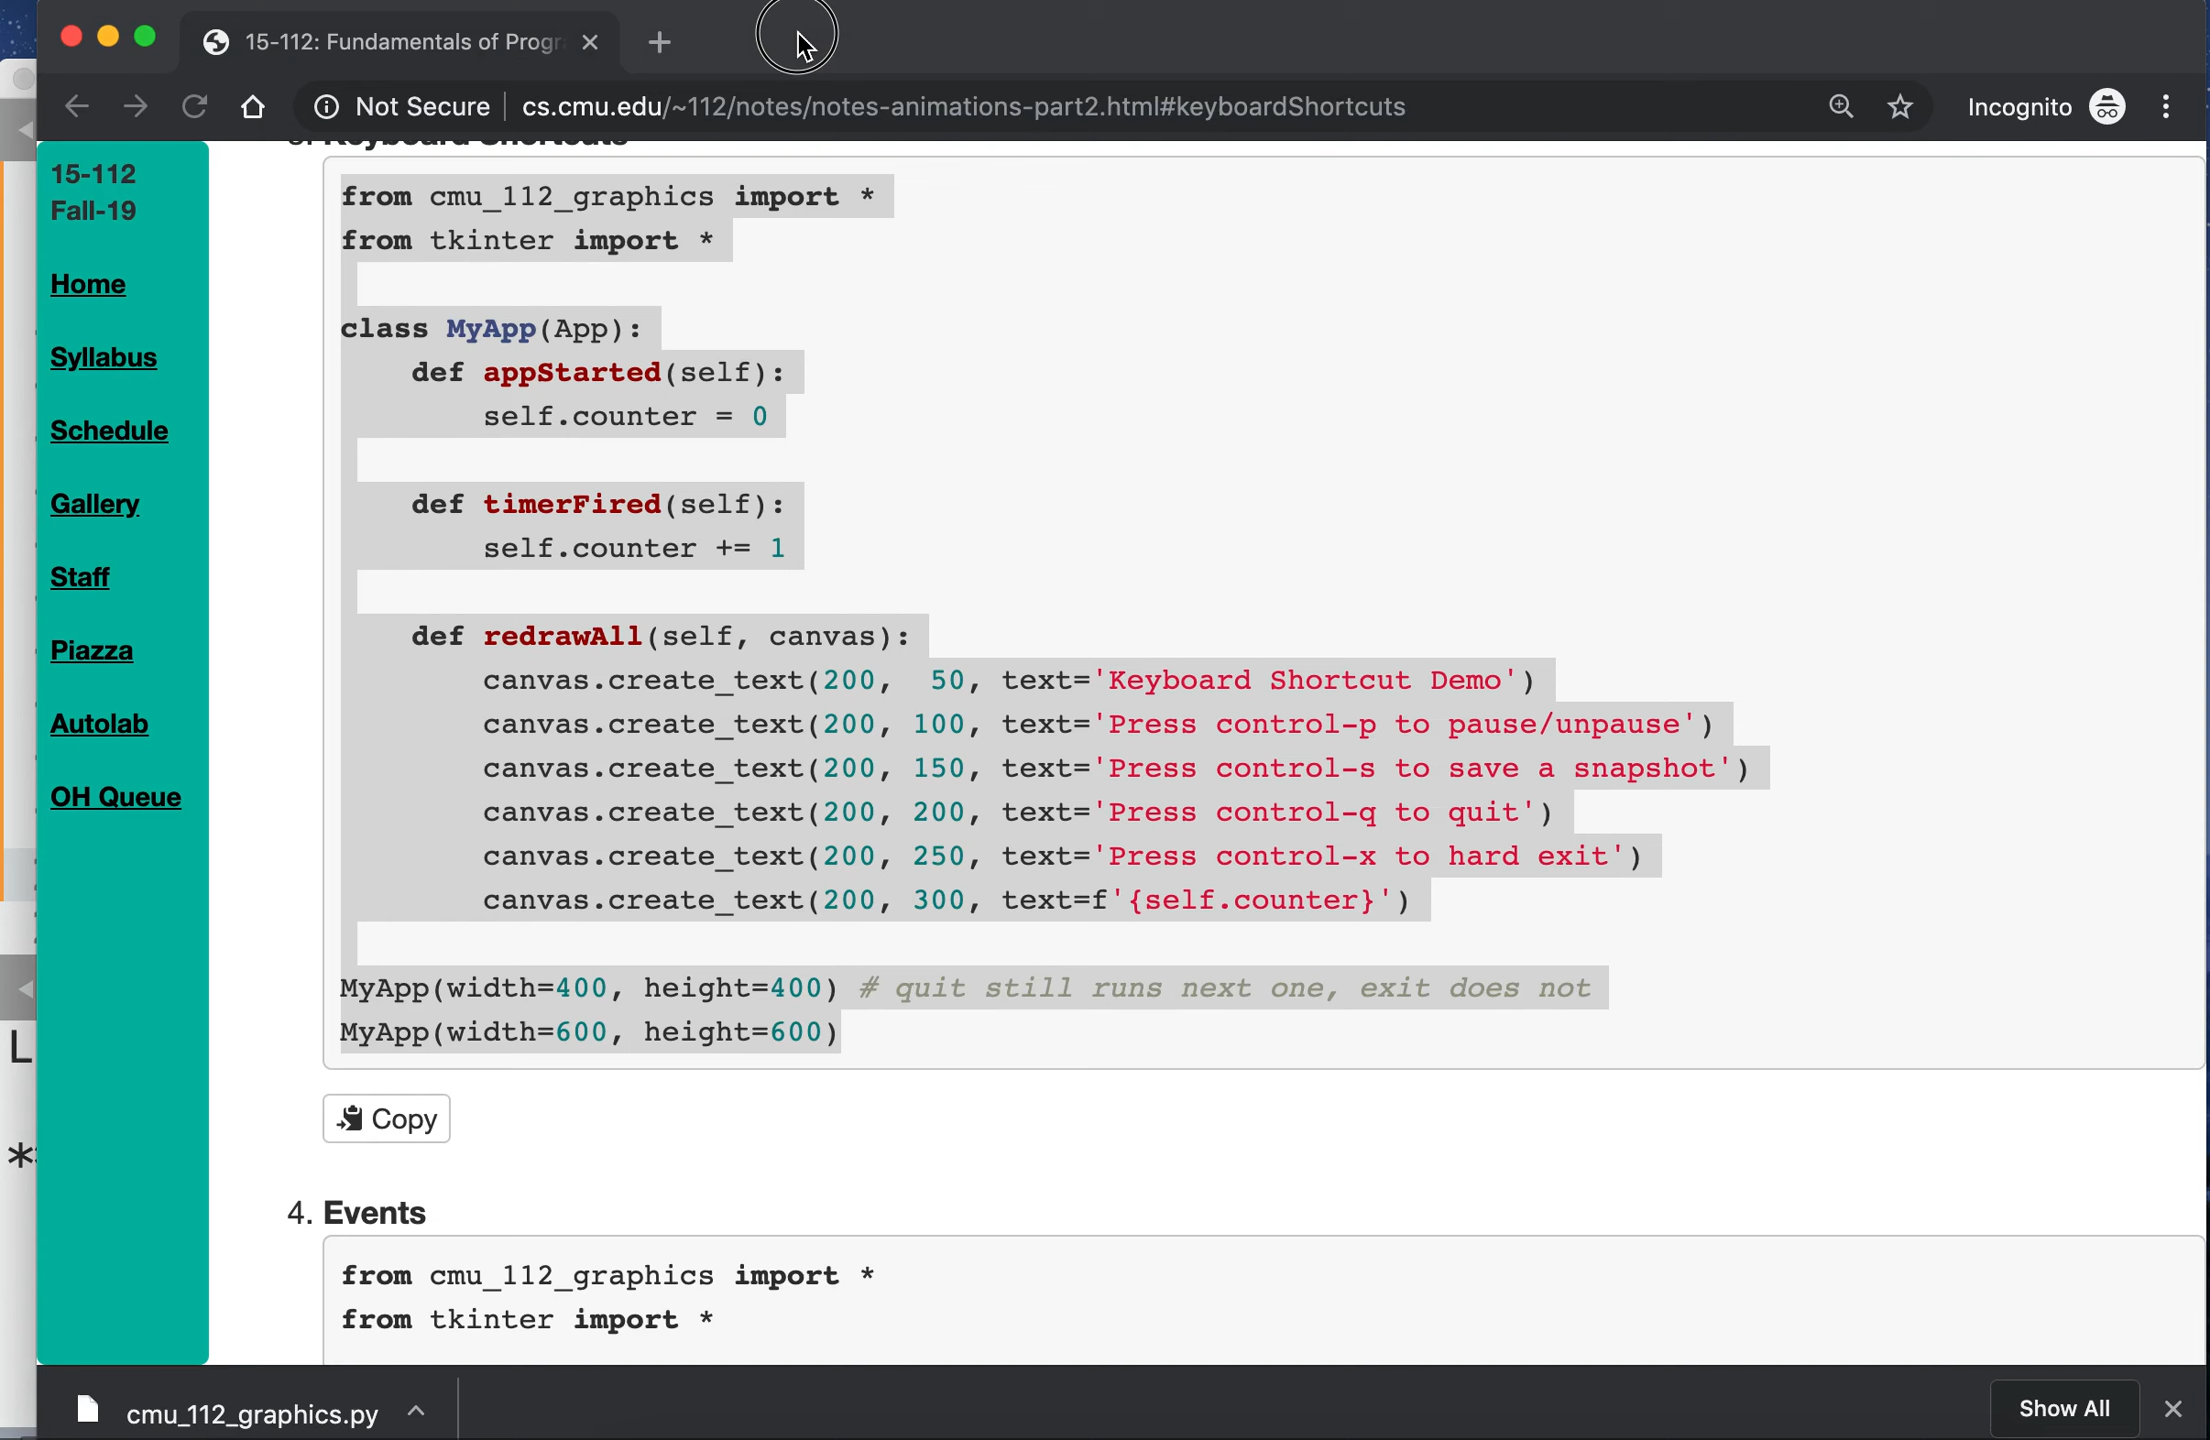 15-112: Fundamentals of Progr
Not Secure
cs.cmu.edu/~112/notes/notes-animations-part2.html#keyboardShortcuts
Incognito
15-112
Fall-19
Home
Syllabus
Schedule
Gallery
Staff
Piazza
Autolab
OH Queue
Keyboard Shortcuts
from cmu_112_graphics import *
from tkinter import *
class MyApp(App):
    def appStarted(self):
        self.counter = 0
    def timerFired(self):
        self.counter += 1
    def redrawAll(self, canvas):
        canvas.create_text(200,  50, text='Keyboard Shortcut Demo')
        canvas.create_text(200, 100, text='Press control-p to pause/unpause')
        canvas.create_text(200, 150, text='Press control-s to save a snapshot')
        canvas.create_text(200, 200, text='Press control-q to quit')
        canvas.create_text(200, 250, text='Press control-x to hard exit')
        canvas.create_text(200, 300, text=f'{self.counter}')
MyApp(width=400, height=400) # quit still runs next one, exit does not
MyApp(width=600, height=600)
Copy
4. Events
from cmu_112_graphics import *
from tkinter import *
L
*
cmu_112_graphics.py
Show All